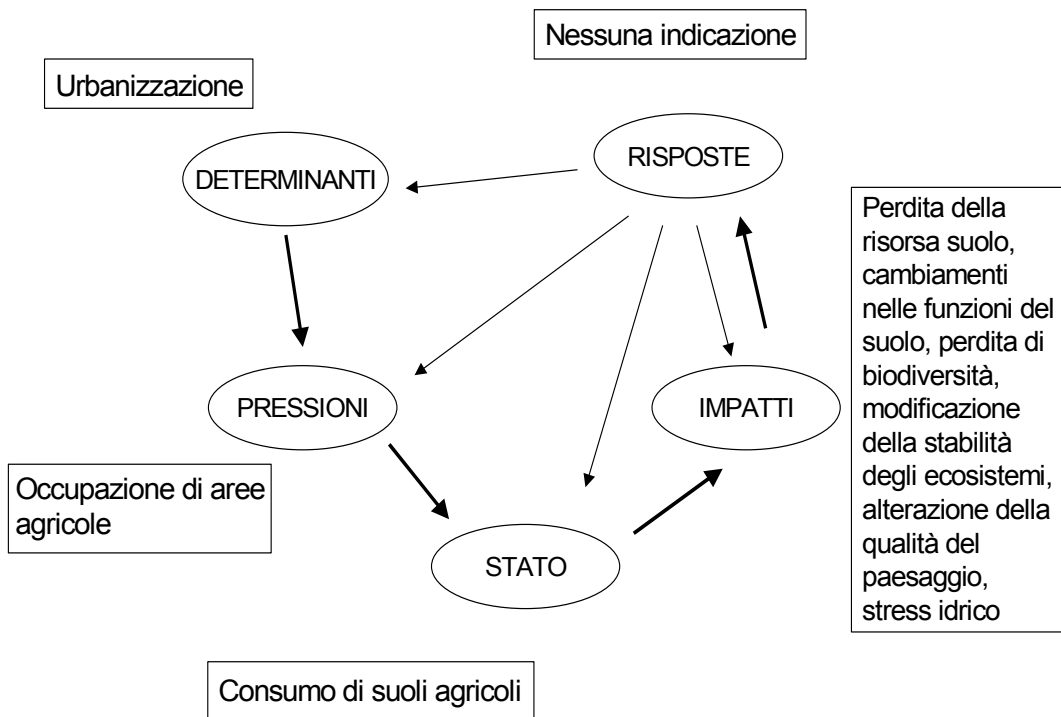 Nessuna indicazione
Urbanizzazione
RISPOSTE
DETERMINANTI
Perdita della
risorsa suolo,
cambiamenti
nelle funzioni del
suolo, perdita di
biodiversità,
modificazione
della stabilità
degli ecosistemi,
alterazione della
qualità del
paesaggio,
stress idrico
PRESSIONI
IMPATTI
Occupazione di aree
agricole
STATO
Consumo di suoli agricoli